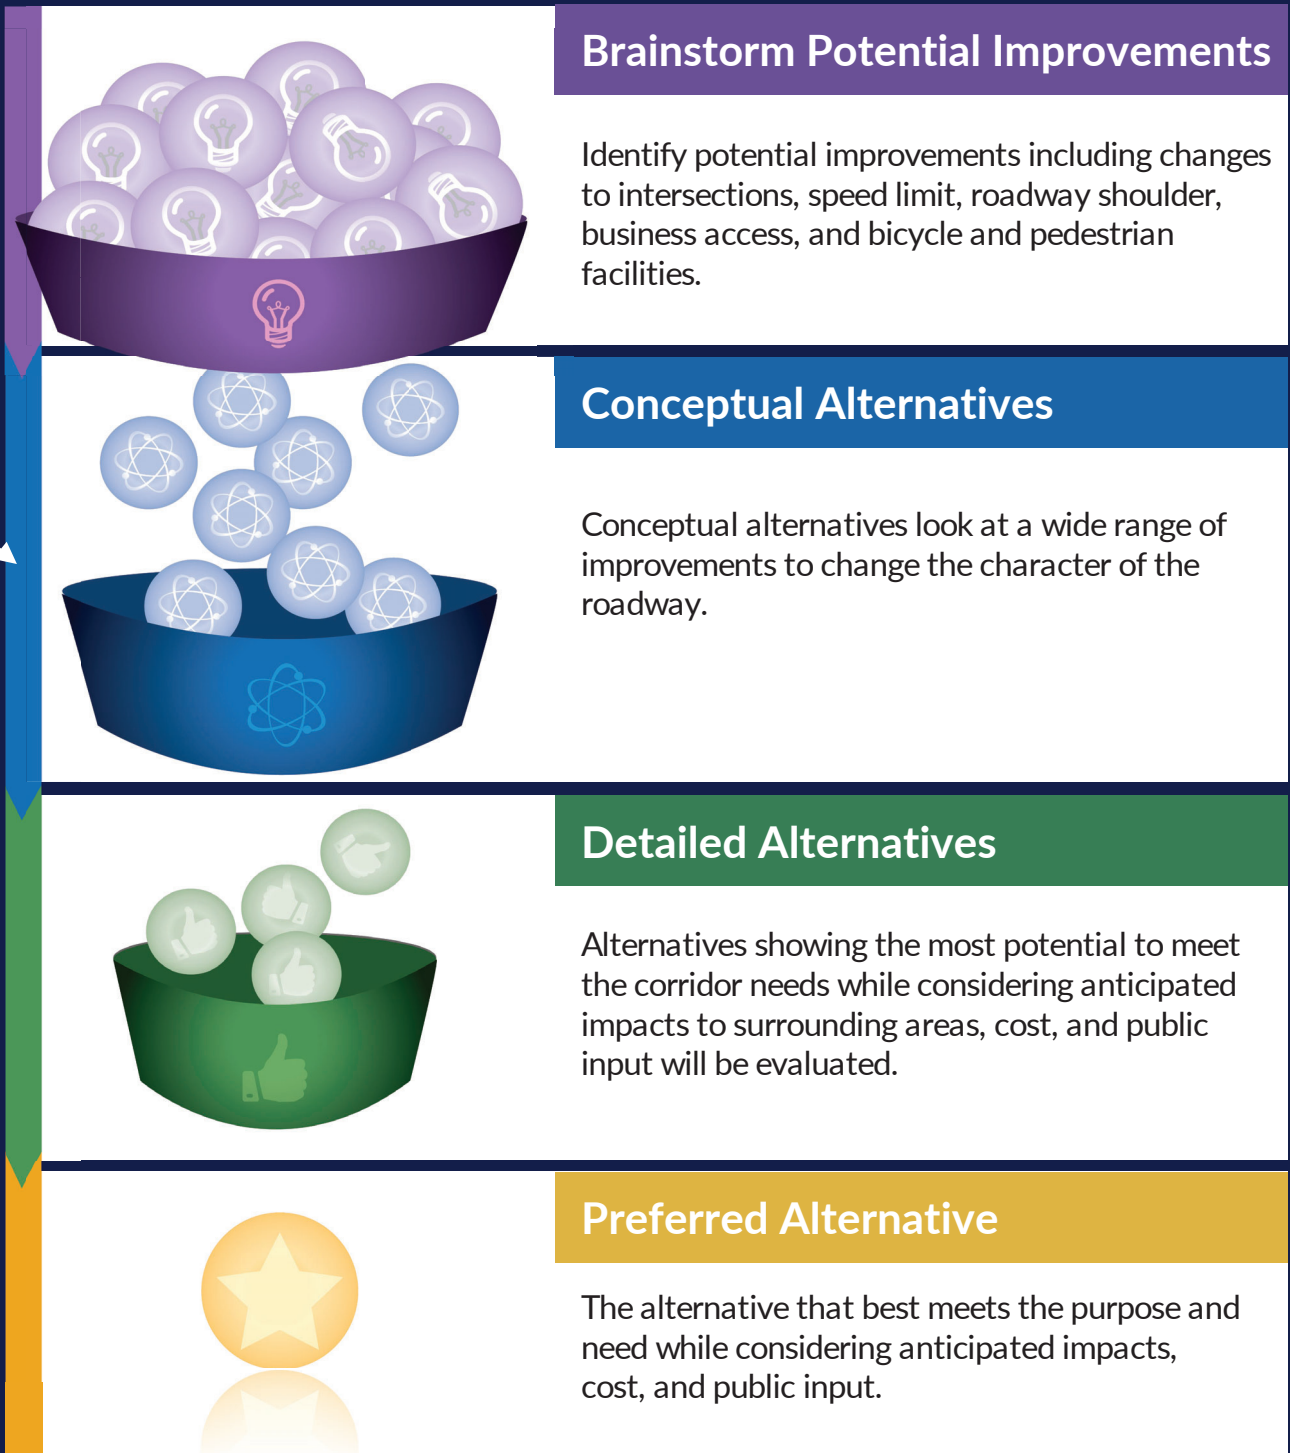 Brainstorm Potential Improvements
Identify potential improvements including changes
to intersections, speed limit, roadway shoulder,
business access, and bicycle and pedestrian
facilities.
Conceptual Alternatives
Conceptual alternatives look at a wide range of
improvements to change the character of the
roadway.
Detailed Alternatives
Alternatives showing the most potential to meet
the corridor needs while considering anticipated
impacts to surrounding areas, cost, and public
input will be evaluated.
Preferred Alternative
The alternative that best meets the purpose and
need while considering anticipated impacts,
cost, and public input.